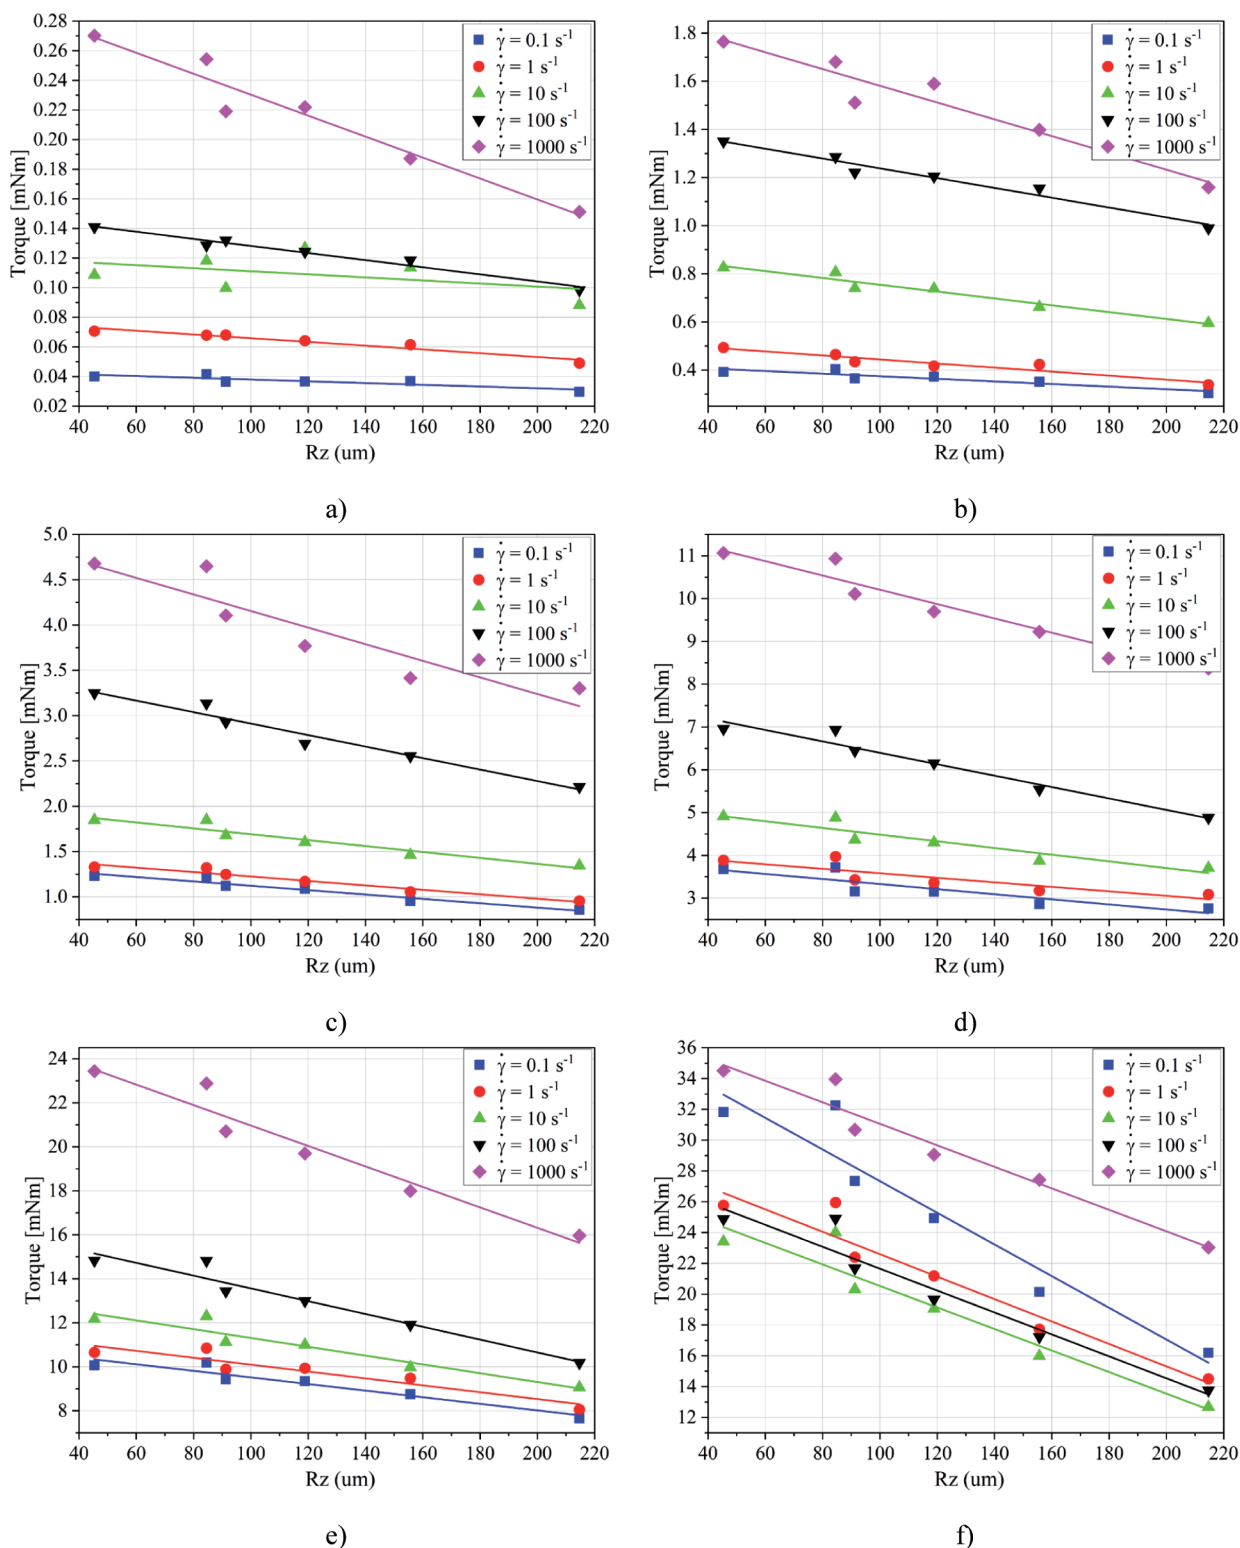 0.28
0.26
0.24
0.22
0.20
0.18
0.16
0.14
0.12
0.10
0.08
0.06
0.04
0.02
Torque [mNm]
40 60 80 100 120 140 160 180 200 220
Rz (um)
γ̇ = 0.1 s⁻¹
γ̇ = 1 s⁻¹
γ̇ = 10 s⁻¹
γ̇ = 100 s⁻¹
γ̇ = 1000 s⁻¹
a)
1.8
1.6
1.4
1.2
1.0
0.8
0.6
0.4
Torque [mNm]
40 60 80 100 120 140 160 180 200 220
Rz (um)
γ̇ = 0.1 s⁻¹
γ̇ = 1 s⁻¹
γ̇ = 10 s⁻¹
γ̇ = 100 s⁻¹
γ̇ = 1000 s⁻¹
b)
5.0
4.5
4.0
3.5
3.0
2.5
2.0
1.5
1.0
Torque [mNm]
40 60 80 100 120 140 160 180 200 220
Rz (um)
γ̇ = 0.1 s⁻¹
γ̇ = 1 s⁻¹
γ̇ = 10 s⁻¹
γ̇ = 100 s⁻¹
γ̇ = 1000 s⁻¹
c)
11
10
9
8
7
6
5
4
3
Torque [mNm]
40 60 80 100 120 140 160 180 200 220
Rz (um)
γ̇ = 0.1 s⁻¹
γ̇ = 1 s⁻¹
γ̇ = 10 s⁻¹
γ̇ = 100 s⁻¹
γ̇ = 1000 s⁻¹
d)
24
22
20
18
16
14
12
10
8
Torque [mNm]
40 60 80 100 120 140 160 180 200 220
Rz (um)
γ̇ = 0.1 s⁻¹
γ̇ = 1 s⁻¹
γ̇ = 10 s⁻¹
γ̇ = 100 s⁻¹
γ̇ = 1000 s⁻¹
e)
36
34
32
30
28
26
24
22
20
18
16
14
12
Torque [mNm]
40 60 80 100 120 140 160 180 200 220
Rz (um)
γ̇ = 0.1 s⁻¹
γ̇ = 1 s⁻¹
γ̇ = 10 s⁻¹
γ̇ = 100 s⁻¹
γ̇ = 1000 s⁻¹
f)